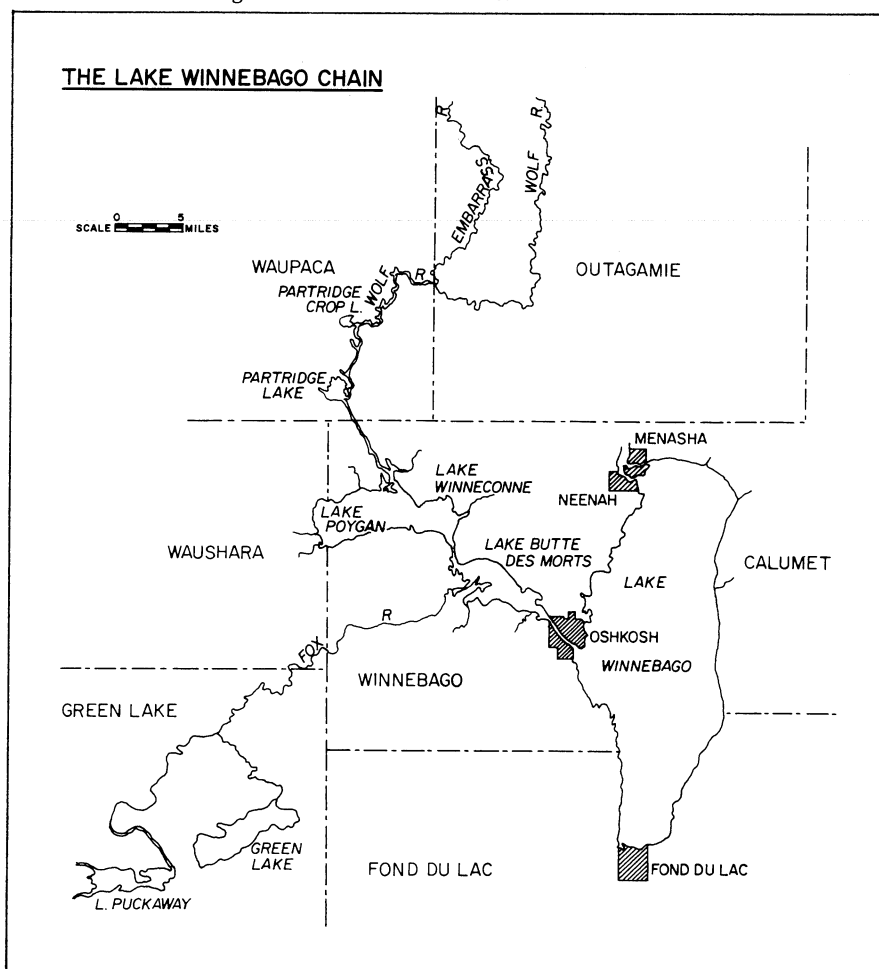 THE LAKE WINNEBAGO CHAIN
0 5
SCALE MILES
R.
R.
EMBARRASS
WOLF
WAUPACA
OUTAGAMIE
PARTRIDGE
CROP L.
WOLF
R
PARTRIDGE
LAKE
MENASHA
LAKE
WINNECONNE
NEENAH
LAKE
POYGAN
WAUSHARA
LAKE BUTTE
DES MORTS
CALUMET
LAKE
WINNEBAGO
OSHKOSH
FOX
R
WINNEBAGO
GREEN LAKE
GREEN
LAKE
FOND DU LAC
FOND DU LAC
L. PUCKAWAY